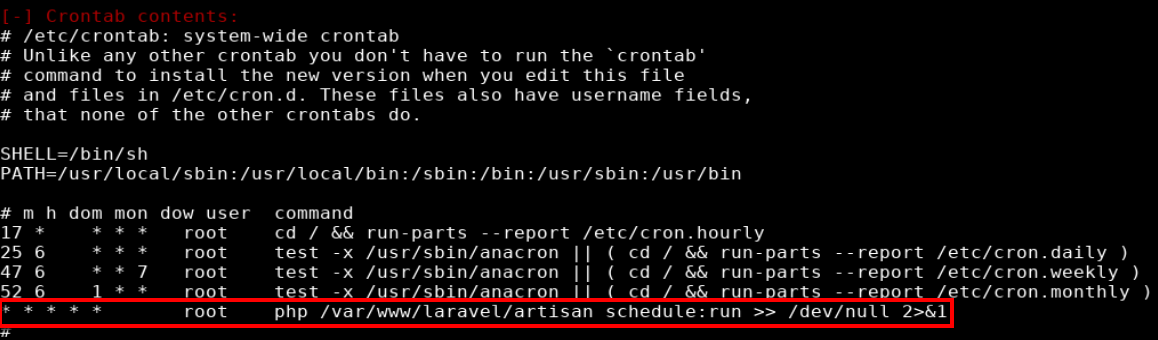 [-] Crontab contents:
# /etc/crontab: system-wide crontab
# Unlike any other crontab you don't have to run the `crontab'
# command to install the new version when you edit this file
# and files in /etc/cron.d. These files also have username fields,
# that none of the other crontabs do.
SHELL=/bin/sh
PATH=/usr/local/sbin:/usr/local/bin:/sbin:/bin:/usr/sbin:/usr/bin
# m h dom mon dow user  command
17 *    * * *   root    cd / && run-parts --report /etc/cron.hourly
25 6    * * *   root    test -x /usr/sbin/anacron || ( cd / && run-parts --report /etc/cron.daily )
47 6    * * 7   root    test -x /usr/sbin/anacron || ( cd / && run-parts --report /etc/cron.weekly )
52 6    1 * *   root    test -x /usr/sbin/anacron || ( cd / && run-parts --report /etc/cron.monthly )
* * * * *       root    php /var/www/laravel/artisan schedule:run >> /dev/null 2>&1
#